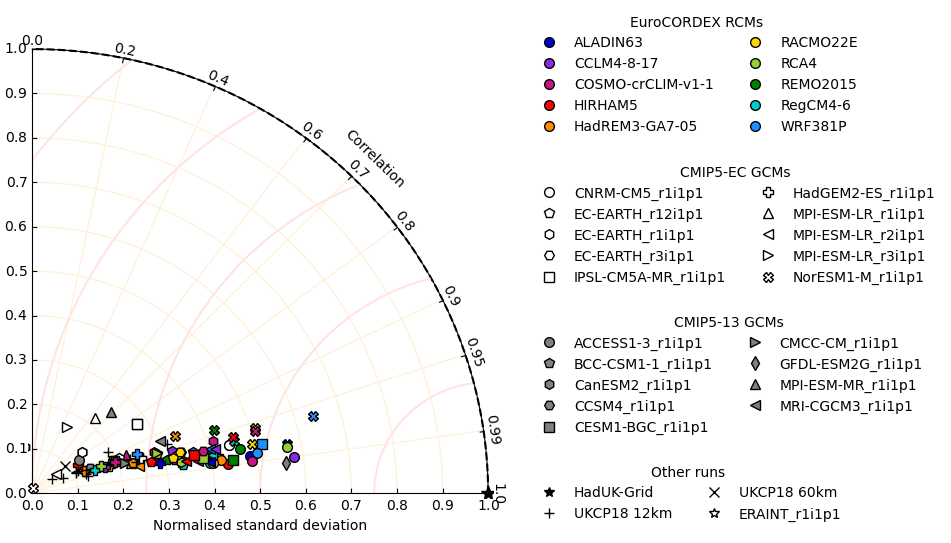 EuroCORDEX RCMs
ALADIN63
RACMO22E
CCLM4-8-17
RCA4
COSMO-crCLIM-v1-1
REMO2015
HIRHAM5
RegCM4-6
HadREM3-GA7-05
WRF381P
CMIP5-EC GCMs
CNRM-CM5_r1i1p1
HadGEM2-ES_r1i1p1
EC-EARTH_r12i1p1
MPI-ESM-LR_r1i1p1
EC-EARTH_r1i1p1
MPI-ESM-LR_r2i1p1
EC-EARTH_r3i1p1
MPI-ESM-LR_r3i1p1
IPSL-CM5A-MR_r1i1p1
NorESM1-M_r1i1p1
CMIP5-13 GCMs
ACCESS1-3_r1i1p1
CMCC-CM_r1i1p1
BCC-CSM1-1_r1i1p1
GFDL-ESM2G_r1i1p1
CanESM2_r1i1p1
MPI-ESM-MR_r1i1p1
CCSM4_r1i1p1
MRI-CGCM3_r1i1p1
CESM1-BGC_r1i1p1
Other runs
HadUK-Grid
UKCP18 60km
UKCP18 12km
ERAINT_r1i1p1
0.0
0.2
0.4
0.6
Correlation
0.7
0.8
0.9
0.95
0.99
1.0
1.0
0.9
0.8
0.7
0.6
0.5
0.4
0.3
0.2
0.1
0.0
0.0 0.1 0.2 0.3 0.4 0.5 0.6 0.7 0.8 0.9 1.0
Normalised standard deviation